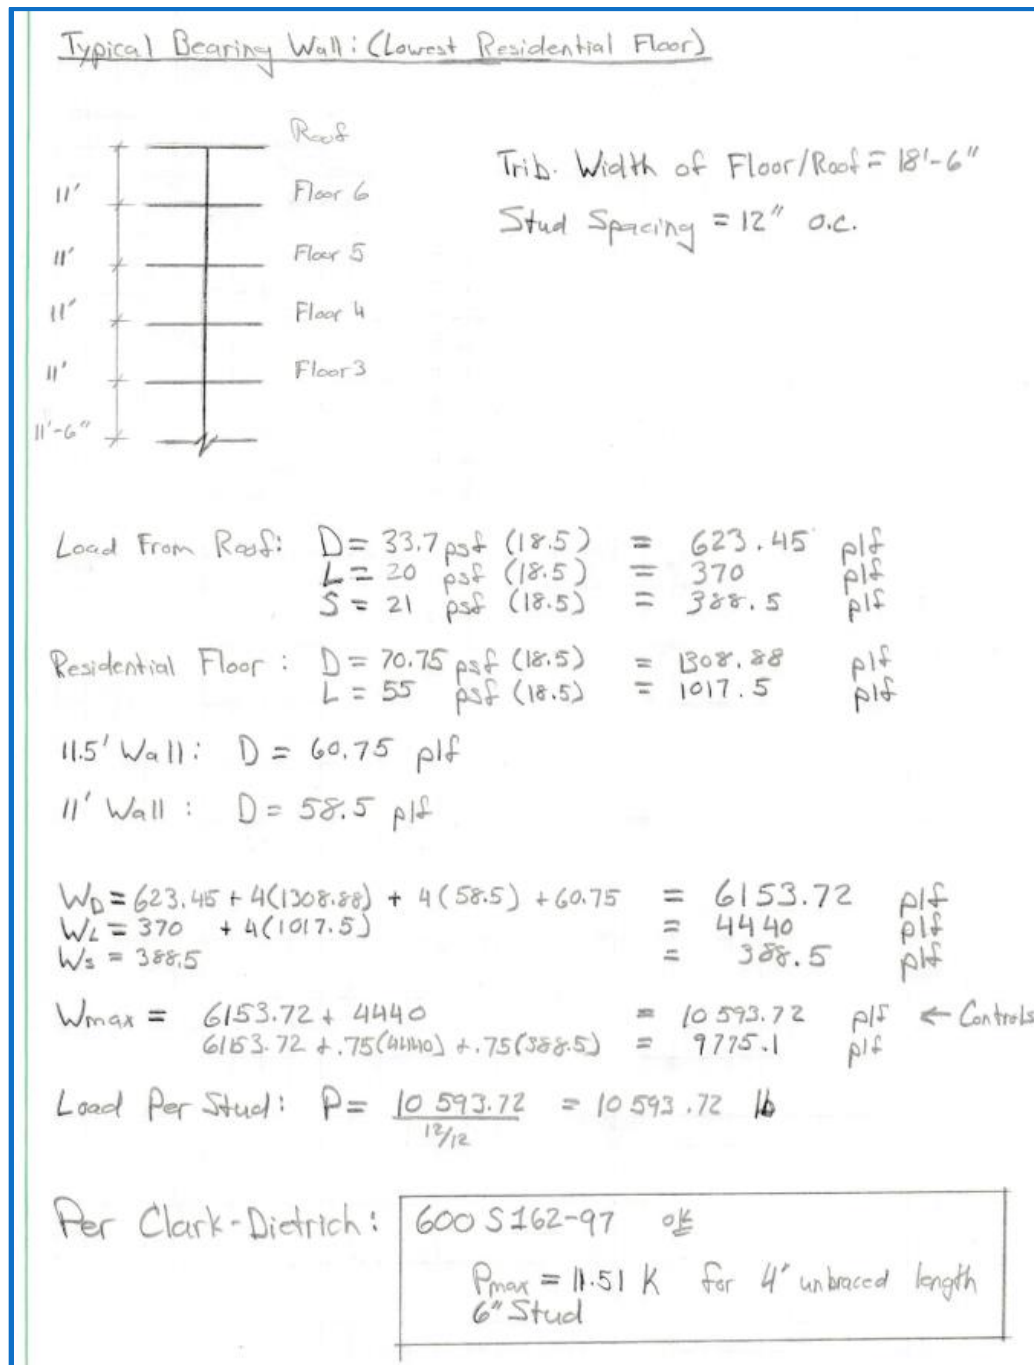 Typical Bearing Wall: (Lowest Residential Floor)
Roof
Trib. Width of Floor/Roof = 18'-6"
11'
Floor 6
Stud Spacing = 12" o.c.
11'
Floor 5
11'
Floor 4
11'
Floor 3
11'-6"
Load From Roof: D = 33.7 psf (18.5) = 623.45 plf
L = 20 psf (18.5) = 370 plf
S = 21 psf (18.5) = 388.5 plf
Residential Floor: D = 70.75 psf (18.5) = 1308.88 plf
L = 55 psf (18.5) = 1017.5 plf
11.5' Wall: D = 60.75 plf
11' Wall: D = 58.5 plf
WD = 623.45 + 4(1308.88) + 4(58.5) + 60.75 = 6153.72 plf
WL = 370 + 4(1017.5) = 4440 plf
Ws = 388.5 = 388.5 plf
Wmax = 6153.72 + 4440 = 10 593.72 plf ← Controls
6153.72 + .75(4440) + .75(388.5) = 9775.1 plf
Load Per Stud: P = 10 593.72 = 10 593.72 lb
12/12
Per Clark-Dietrich: 600 S162-97 ok
Pmax = 11.51 K for 4' unbraced length
6" Stud